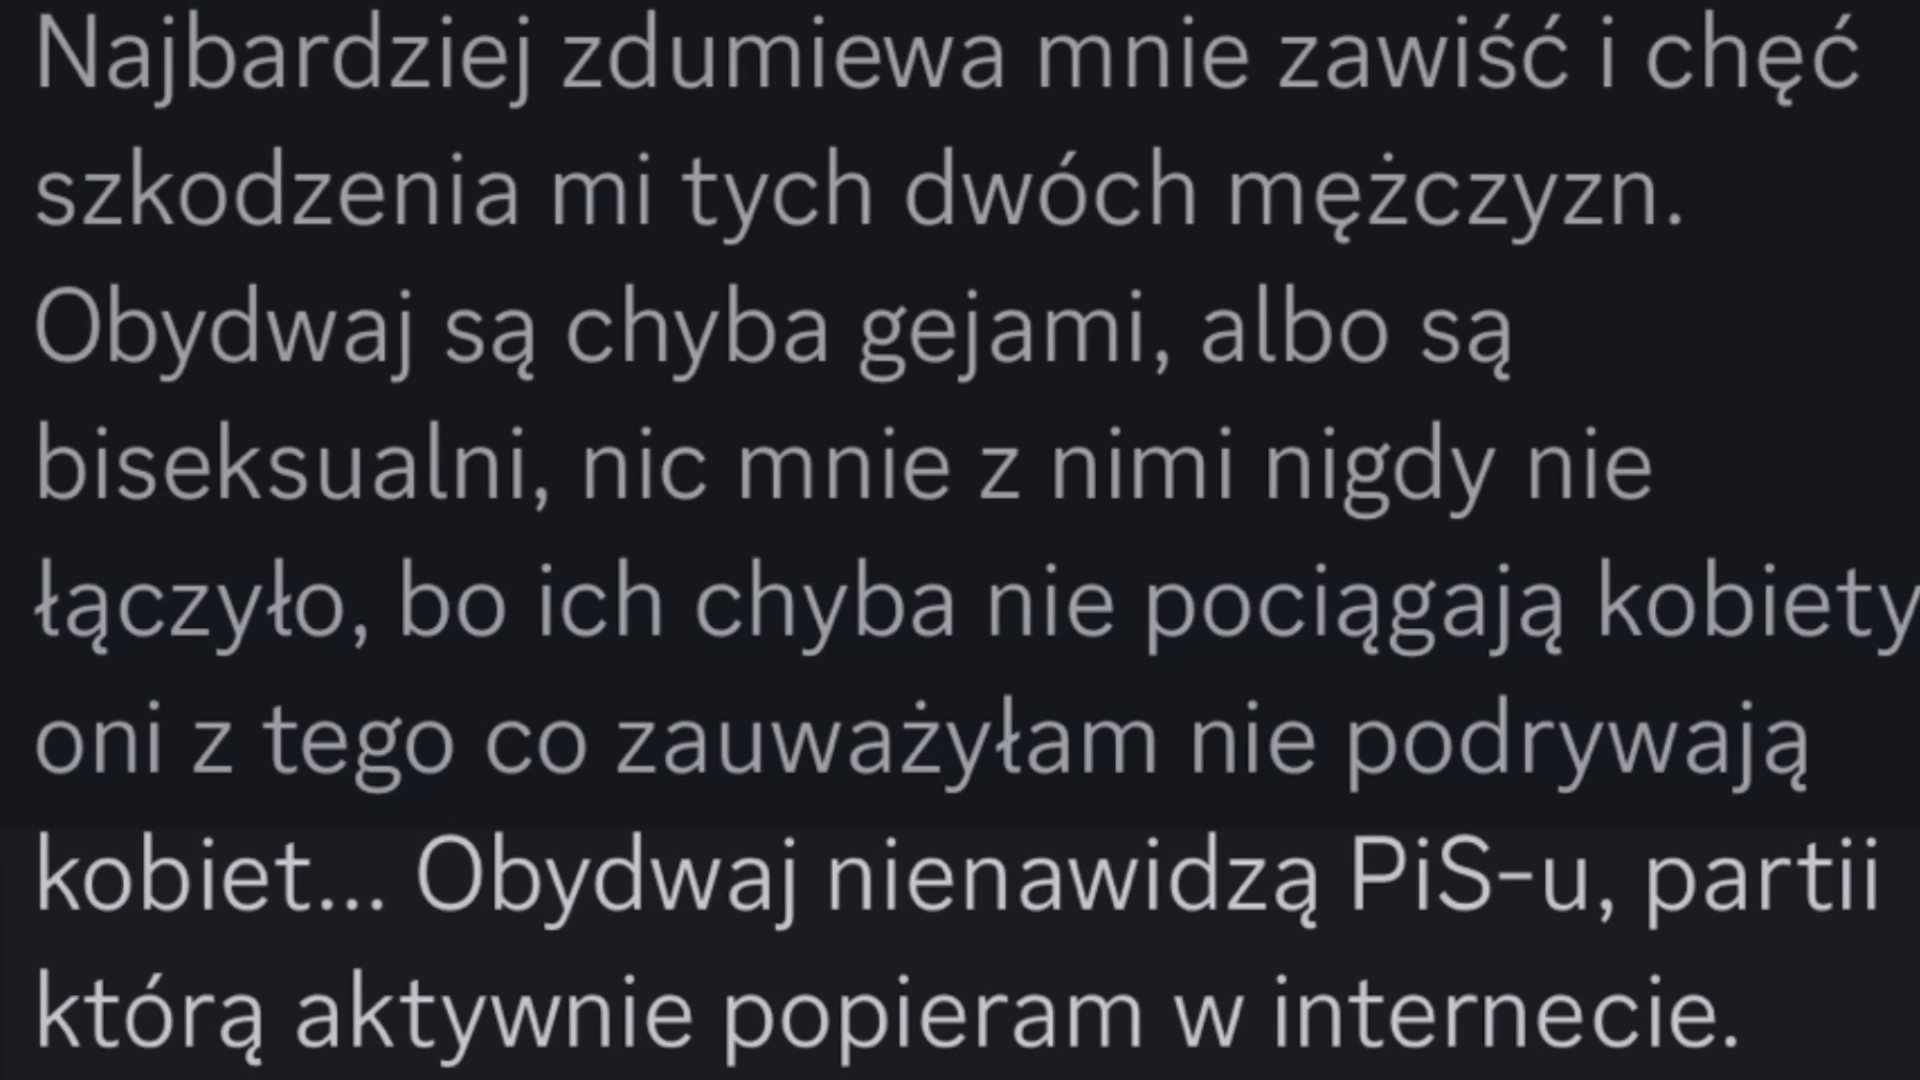 Najbardziej zdumiewa mnie zawiść i chęć
szkodzenia mi tych dwóch mężczyzn.
Obydwaj są chyba gejami, albo są
biseksualni, nic mnie z nimi nigdy nie
łączyło, bo ich chyba nie pociągają kobiety
oni z tego co zauważyłam nie podrywają
kobiet... Obydwaj nienawidzą PiS-u, partii
którą aktywnie popieram w internecie.